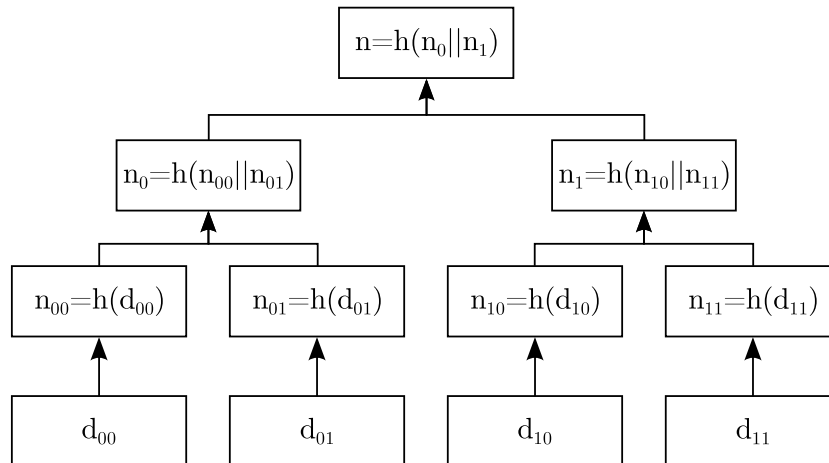 n=h(n₀||n₁)
n₀=h(n₀₀||n₀₁) n₁=h(n₁₀||n₁₁)
n₀₀=h(d₀₀) n₀₁=h(d₀₁) n₁₀=h(d₁₀) n₁₁=h(d₁₁)
d₀₀ d₀₁ d₁₀ d₁₁